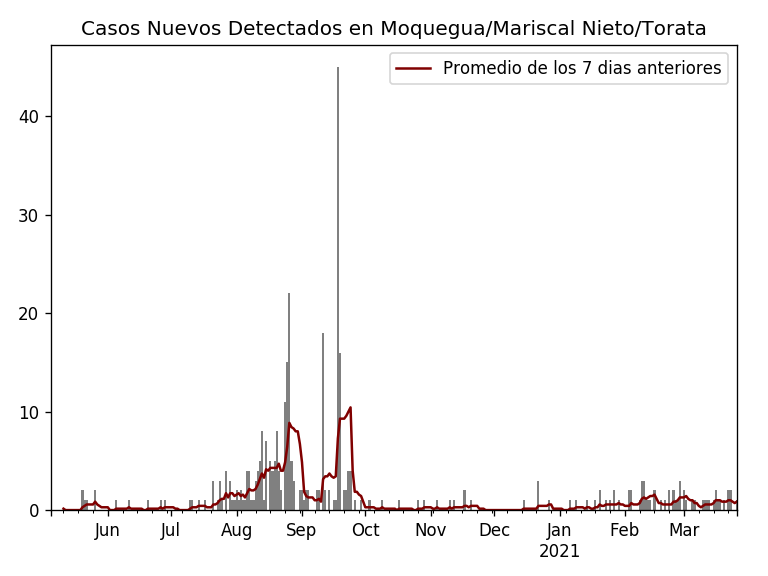 Casos Nuevos Detectados en Moquegua/Mariscal Nieto/Torata
Promedio de los 7 dias anteriores
40
30
20
10
0
Jun Jul Aug Sep Oct Nov Dec Jan Feb Mar
2021